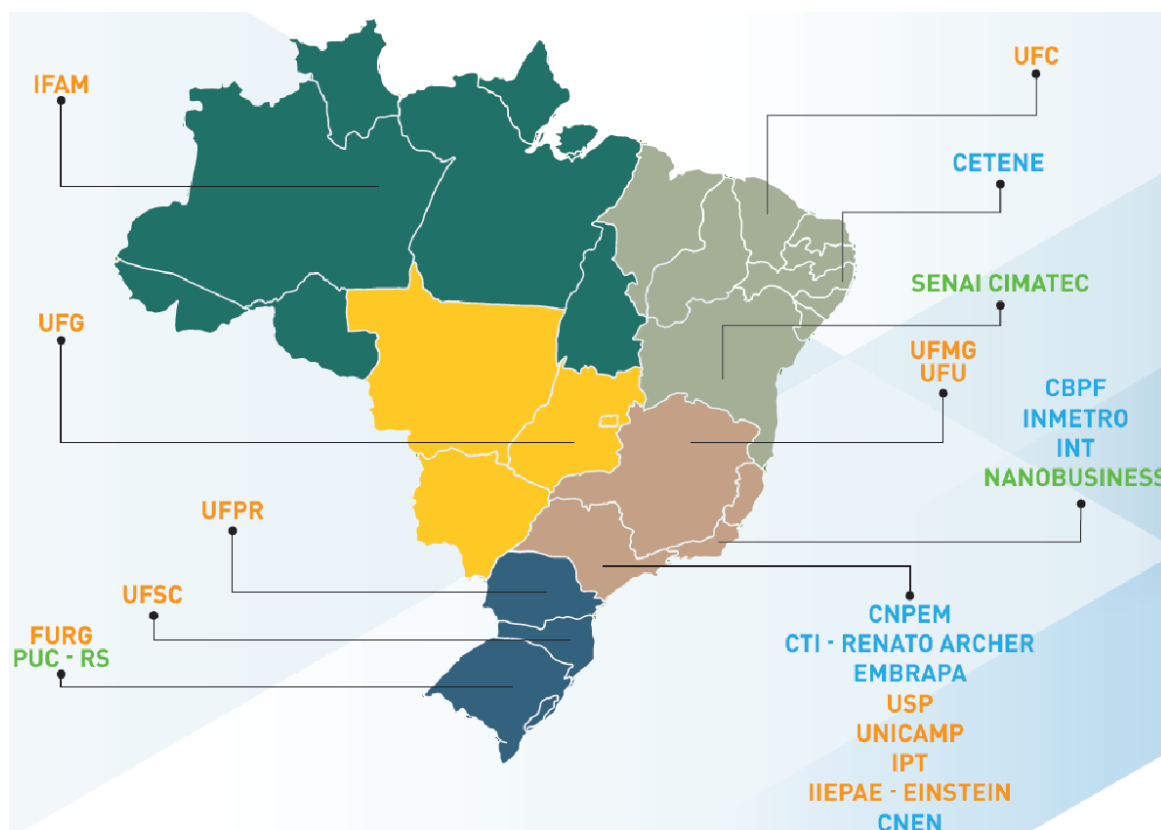 UFC
IFAM
CETENE
SENAI CIMATEC
UFG
UFMG
UFU
CBPF
INMETRO
INT
NANOBUSINESS
UFPR
UFSC
FURG
PUC - RS
CNPEM
CTI - RENATO ARCHER
EMBRAPA
USP
UNICAMP
IPT
IIEPAE - EINSTEIN
CNEN